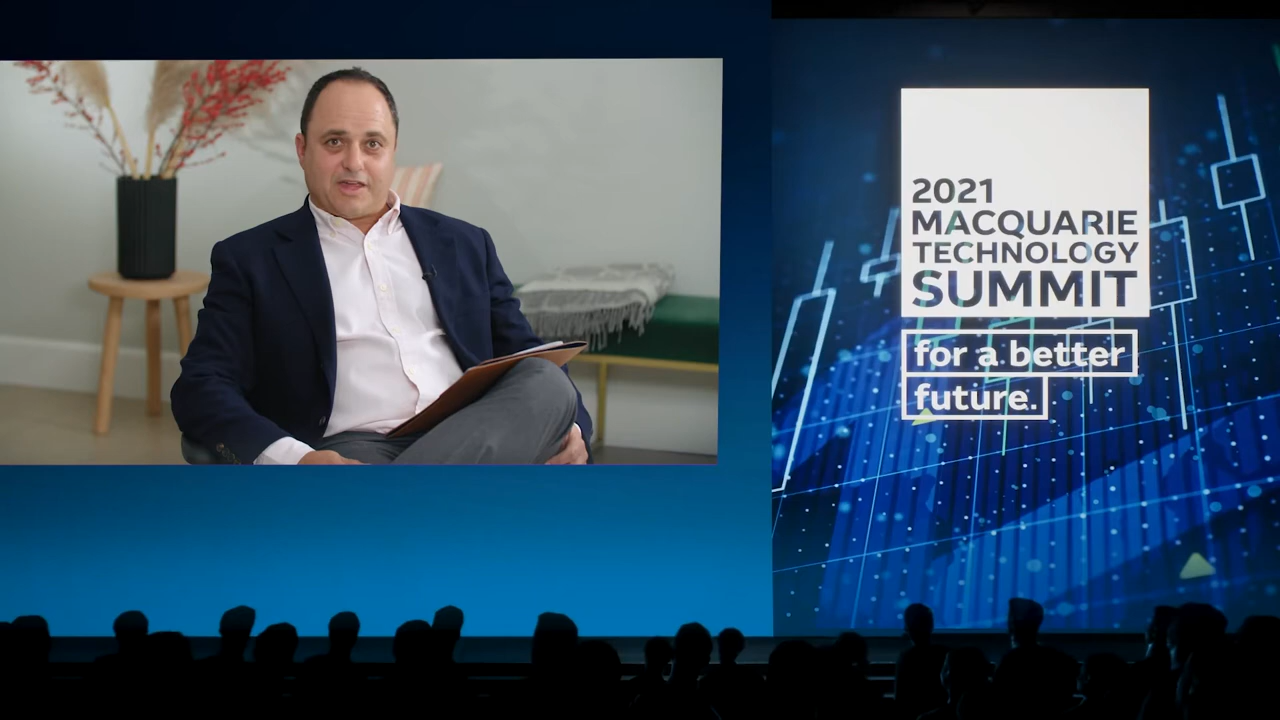 2021
MACQUARIE
TECHNOLOGY
SUMMIT
for a better
future.